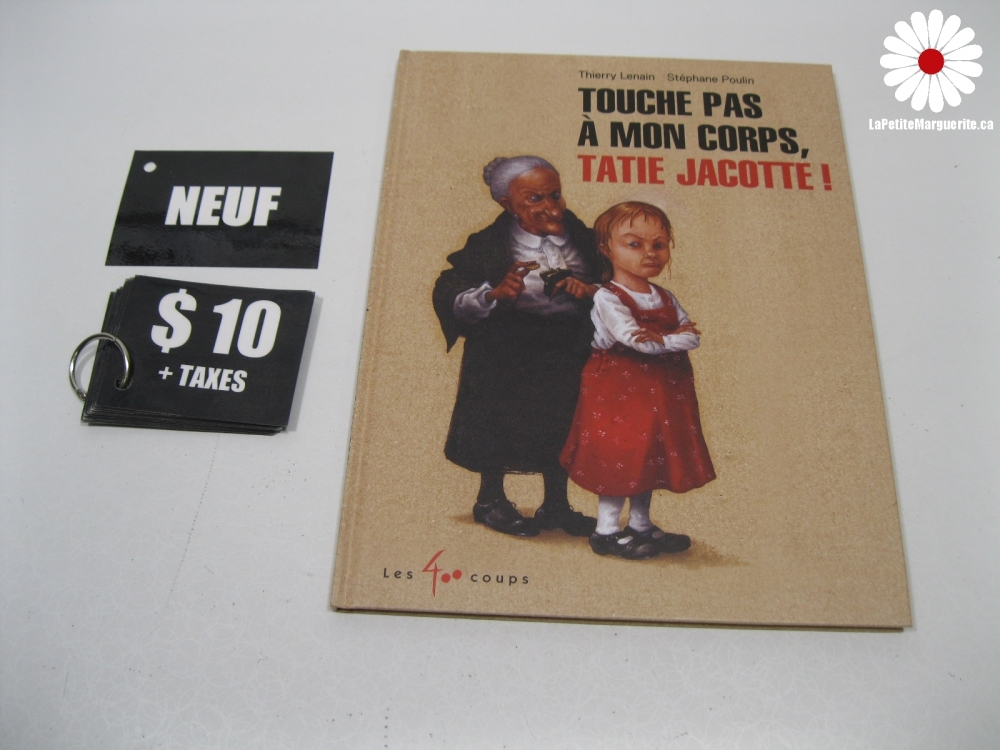 LaPetiteMarguerite.ca
Thierry Lenain Stéphane Poulin
TOUCHE PAS
À MON CORPS,
TATIE JACOTTE !
NEUF
$ 10
+ TAXES
Les 400 coups